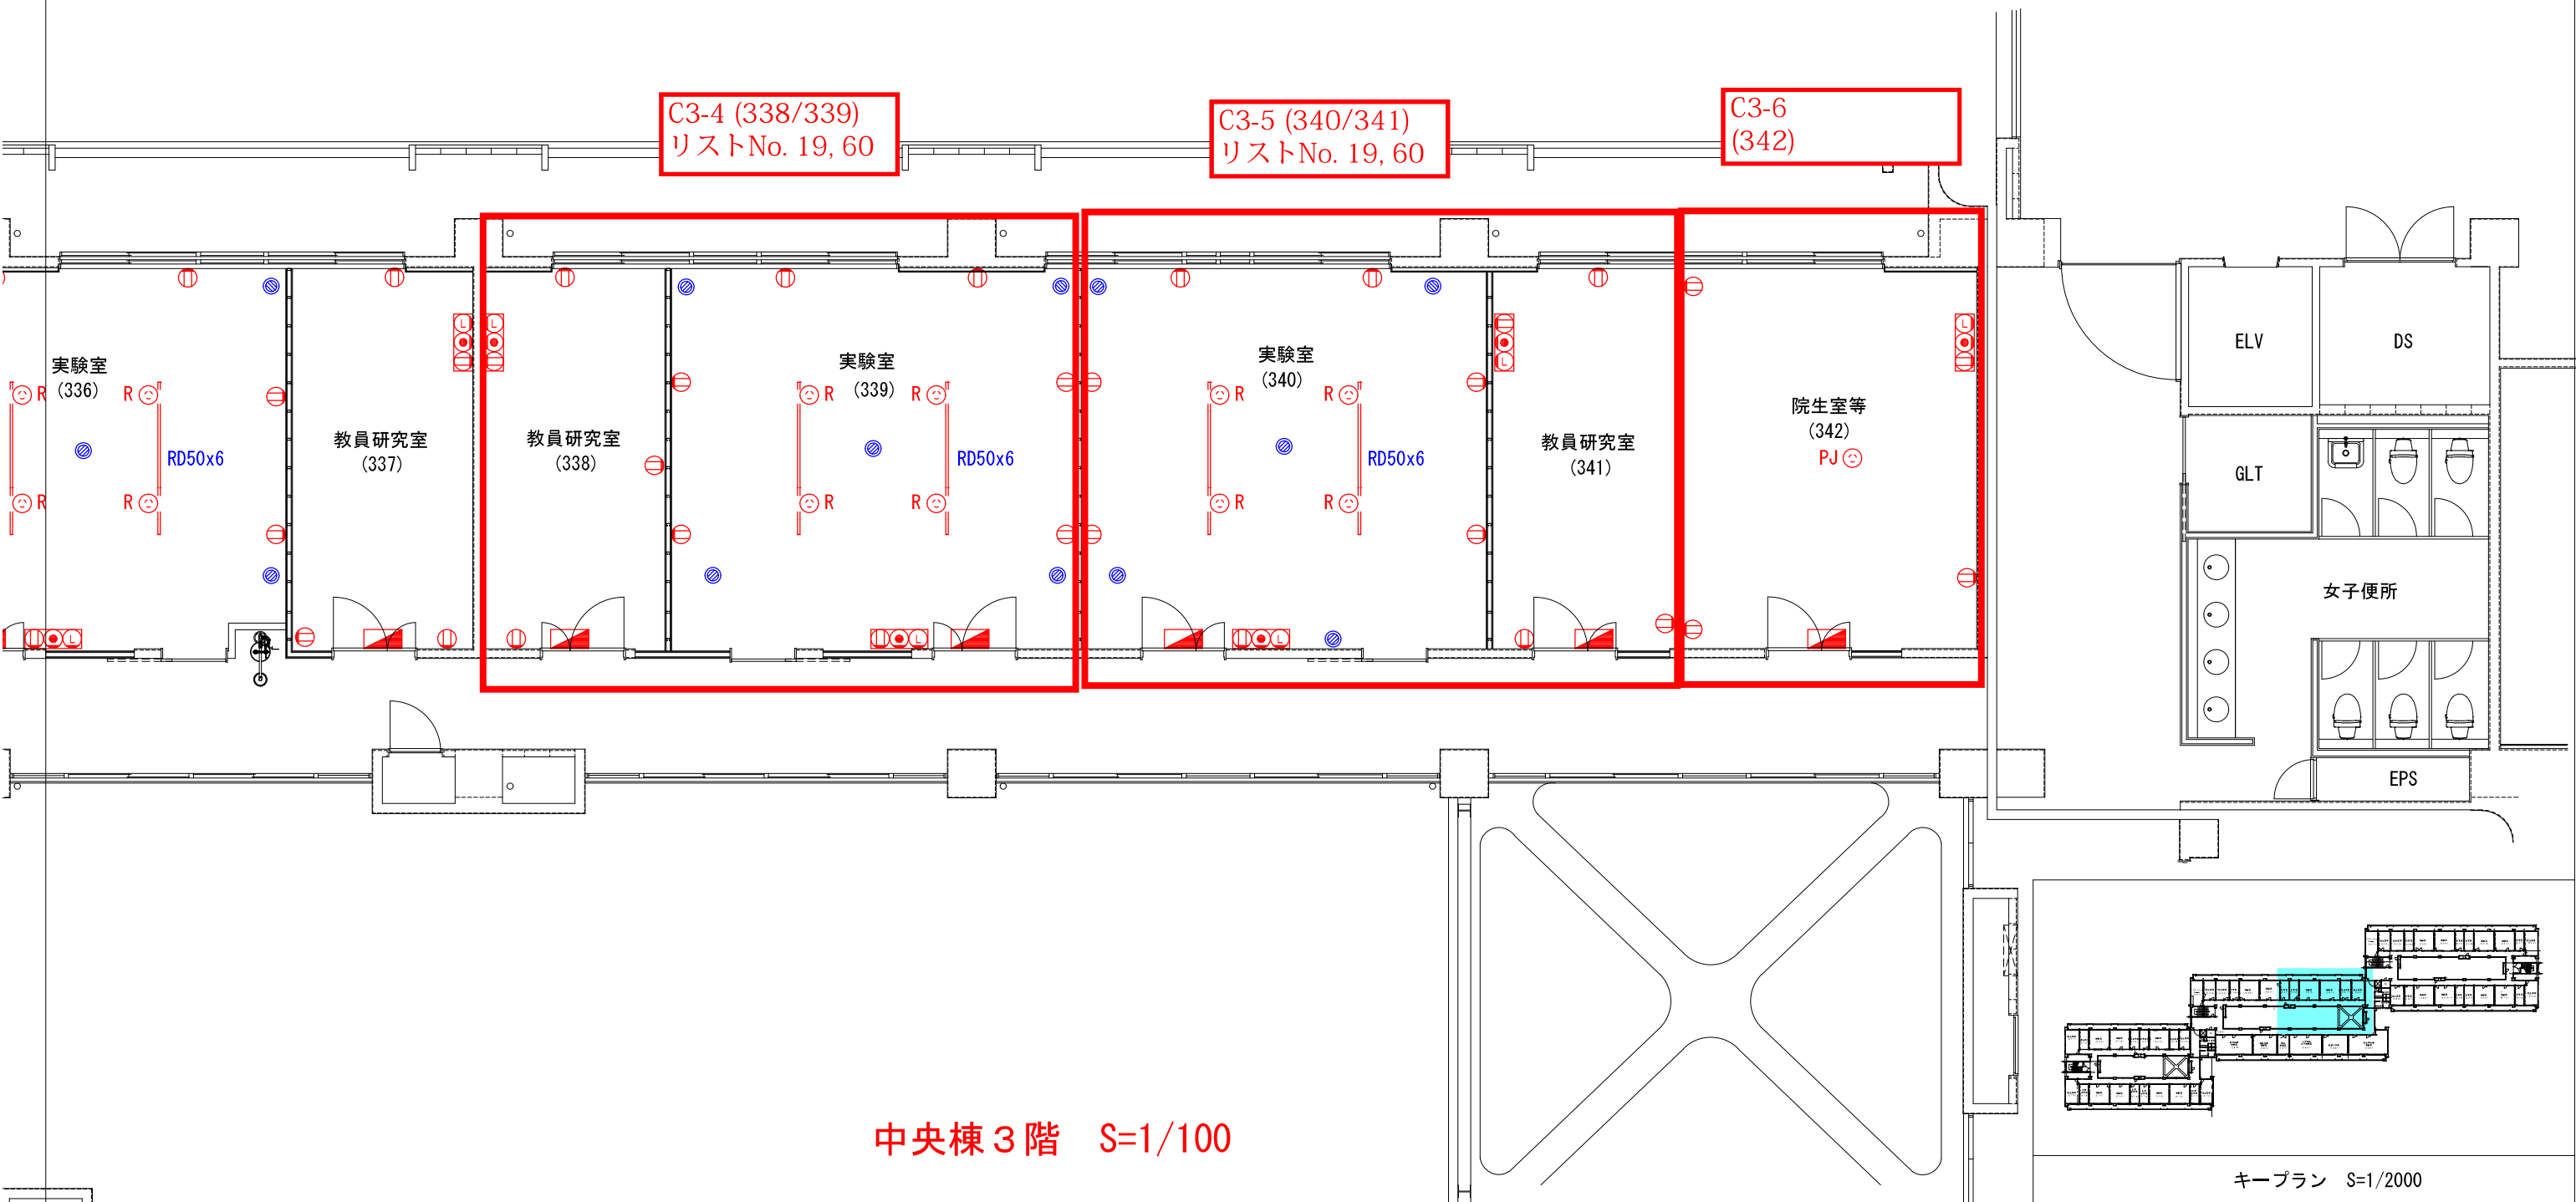 C3-4 (338/339)
リストNo. 19, 60
C3-5 (340/341)
リストNo. 19, 60
C3-6
(342)
実験室
(336)
R
R
R
R
RD50x6
教員研究室
(337)
L
L
L
教員研究室
(338)
実験室
(339)
R
R
R
R
RD50x6
L
実験室
(340)
R
R
R
R
RD50x6
L
教員研究室
(341)
L
院生室等
(342)
PJ
L
ELV
DS
GLT
女子便所
EPS
中央棟3階 S=1/100
キープラン S=1/2000